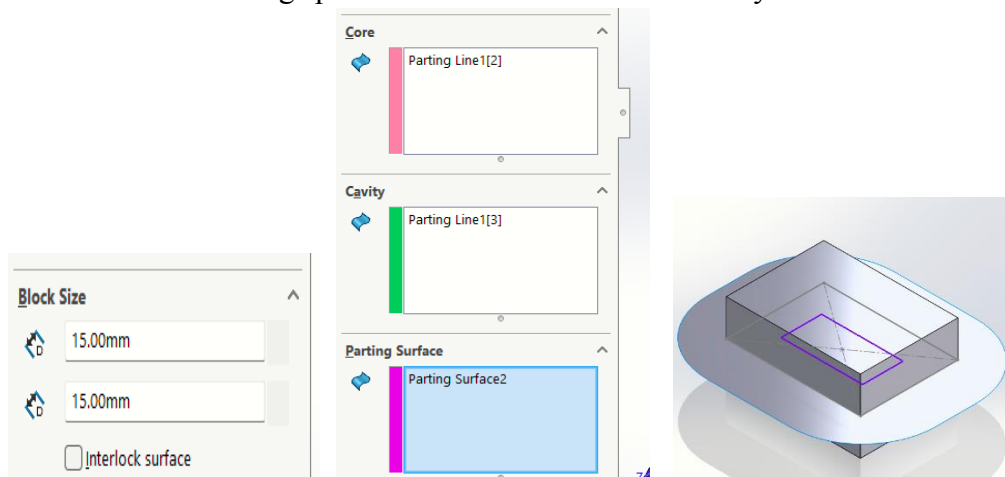 Block Size
15.00mm
15.00mm
Interlock surface
Core
Parting Line1[2]
Cavity
Parting Line1[3]
Parting Surface
Parting Surface2